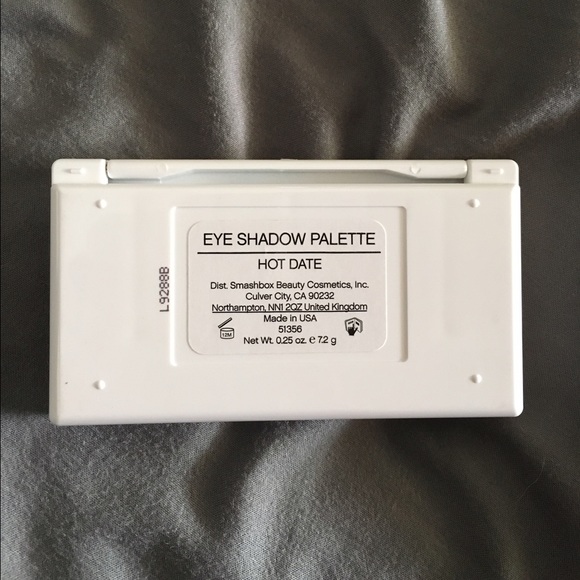 EYE SHADOW PALETTE
HOT DATE
Dist. Smashbox Beauty Cosmetics, Inc.
Culver City, CA 90232
Northampton, NN1 2QZ United Kingdom
Made in USA
51356
12M
Net Wt. 0.25 oz. e 7.2 g
L9288B